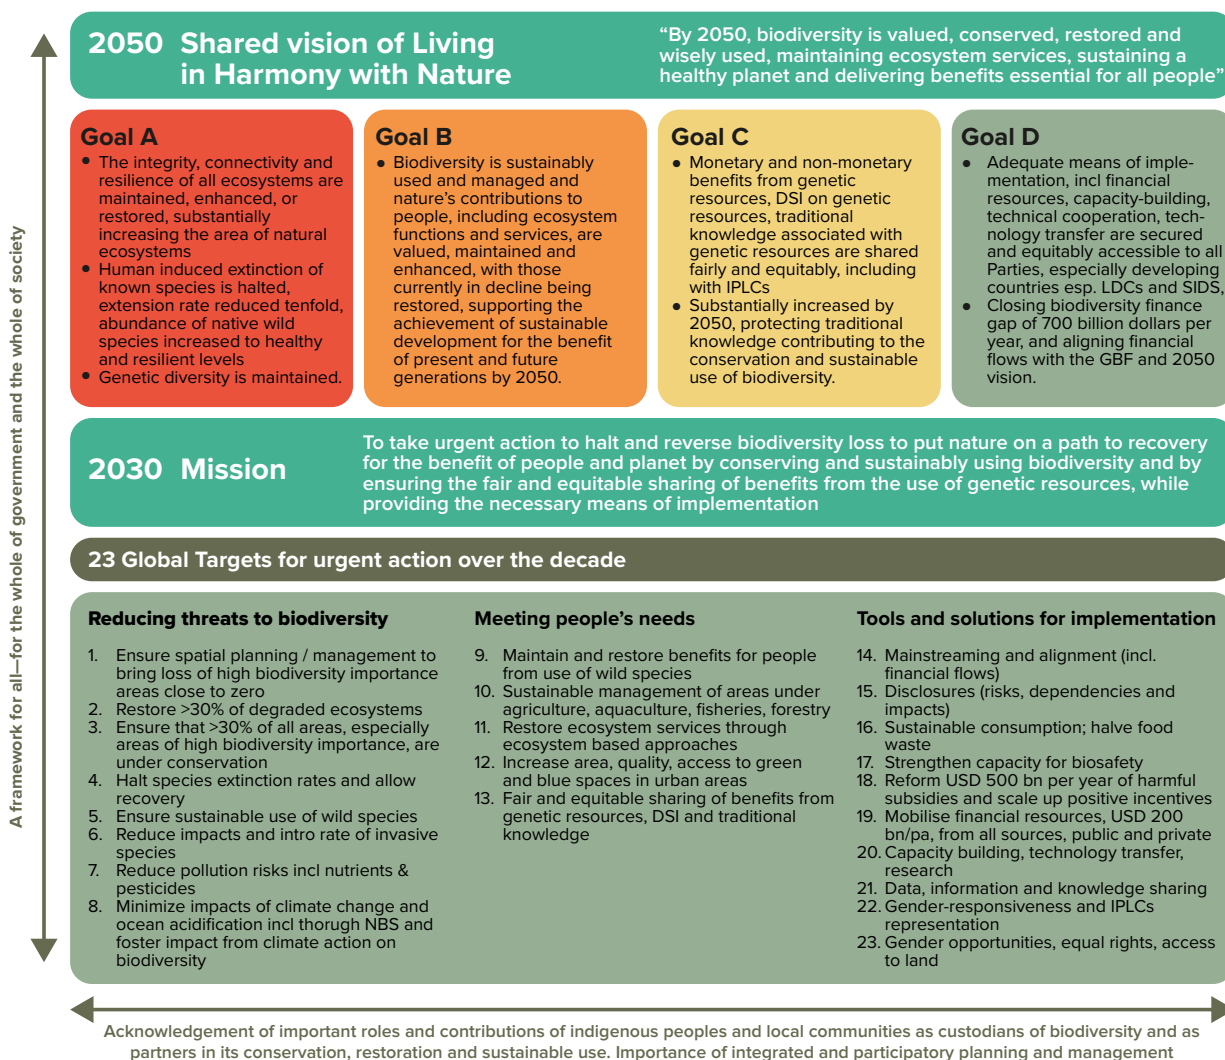 2050 Shared vision of Living
in Harmony with Nature
“By 2050, biodiversity is valued, conserved, restored and
wisely used, maintaining ecosystem services, sustaining a
healthy planet and delivering benefits essential for all people”
A framework for all—for the whole of government and the whole of society
Goal A
• The integrity, connectivity and
resilience of all ecosystems are
maintained, enhanced, or
restored, substantially
increasing the area of natural
ecosystems
• Human induced extinction of
known species is halted,
extension rate reduced tenfold,
abundance of native wild
species increased to healthy
and resilient levels
• Genetic diversity is maintained.
Goal B
• Biodiversity is sustainably
used and managed and
nature’s contributions to
people, including ecosystem
functions and services, are
valued, maintained and
enhanced, with those
currently in decline being
restored, supporting the
achievement of sustainable
development for the benefit
of present and future
generations by 2050.
Goal C
• Monetary and non-monetary
benefits from genetic
resources, DSI on genetic
resources, traditional
knowledge associated with
genetic resources are shared
fairly and equitably, including
with IPLCs
• Substantially increased by
2050, protecting traditional
knowledge contributing to the
conservation and sustainable
use of biodiversity.
Goal D
• Adequate means of imple-
mentation, incl financial
resources, capacity-building,
technical cooperation, tech-
nology transfer are secured
and equitably accessible to all
Parties, especially developing
countries esp. LDCs and SIDS,
• Closing biodiversity finance
gap of 700 billion dollars per
year, and aligning financial
flows with the GBF and 2050
vision.
2030 Mission
To take urgent action to halt and reverse biodiversity loss to put nature on a path to recovery
for the benefit of people and planet by conserving and sustainably using biodiversity and by
ensuring the fair and equitable sharing of benefits from the use of genetic resources, while
providing the necessary means of implementation
23 Global Targets for urgent action over the decade
Reducing threats to biodiversity
1. Ensure spatial planning / management to
bring loss of high biodiversity importance
areas close to zero
2. Restore >30% of degraded ecosystems
3. Ensure that >30% of all areas, especially
areas of high biodiversity importance, are
under conservation
4. Halt species extinction rates and allow
recovery
5. Ensure sustainable use of wild species
6. Reduce impacts and intro rate of invasive
species
7. Reduce pollution risks incl nutrients &
pesticides
8. Minimize impacts of climate change and
ocean acidification incl thorugh NBS and
foster impact from climate action on
biodiversity
Meeting people’s needs
9. Maintain and restore benefits for people
from use of wild species
10. Sustainable management of areas under
agriculture, aquaculture, fisheries, forestry
11. Restore ecosystem services through
ecosystem based approaches
12. Increase area, quality, access to green
and blue spaces in urban areas
13. Fair and equitable sharing of benefits from
genetic resources, DSI and traditional
knowledge
Tools and solutions for implementation
14. Mainstreaming and alignment (incl.
financial flows)
15. Disclosures (risks, dependencies and
impacts)
16. Sustainable consumption; halve food
waste
17. Strengthen capacity for biosafety
18. Reform USD 500 bn per year of harmful
subsidies and scale up positive incentives
19. Mobilise financial resources, USD 200
bn/pa, from all sources, public and private
20. Capacity building, technology transfer,
research
21. Data, information and knowledge sharing
22. Gender-responsiveness and IPLCs
representation
23. Gender opportunities, equal rights, access
to land
Acknowledgement of important roles and contributions of indigenous peoples and local communities as custodians of biodiversity and as
partners in its conservation, restoration and sustainable use. Importance of integrated and participatory planning and management